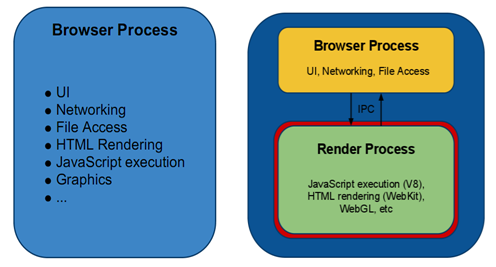 Browser Process
● UI
● Networking
● File Access
● HTML Rendering
● JavaScript execution
● Graphics
● ...
Browser Process
UI, Networking, File Access
IPC
Render Process
JavaScript execution (V8),
HTML rendering (WebKit),
WebGL, etc